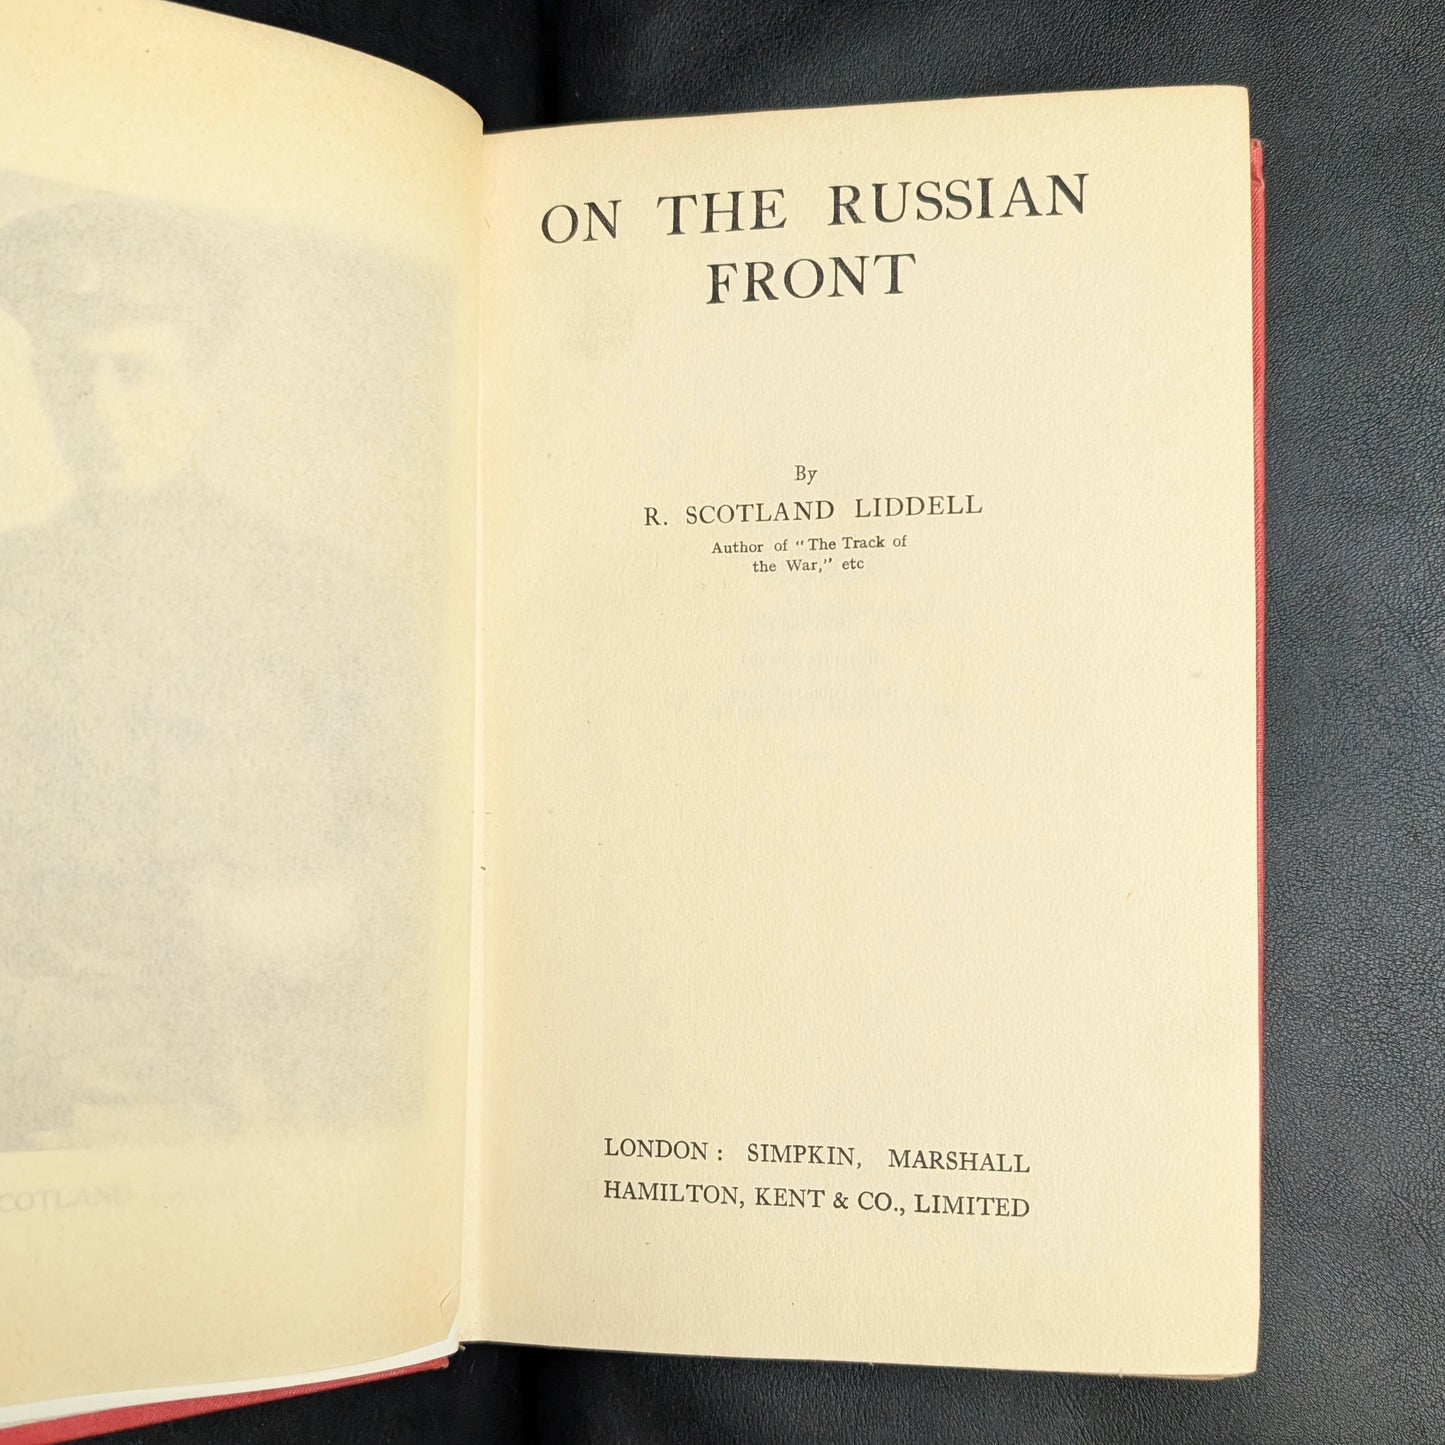 ON THE RUSSIAN
FRONT
By
R. SCOTLAND LIDDELL
Author of "The Track of
the War," etc
LONDON : SIMPKIN, MARSHALL
HAMILTON, KENT & CO., LIMITED
COTLAND